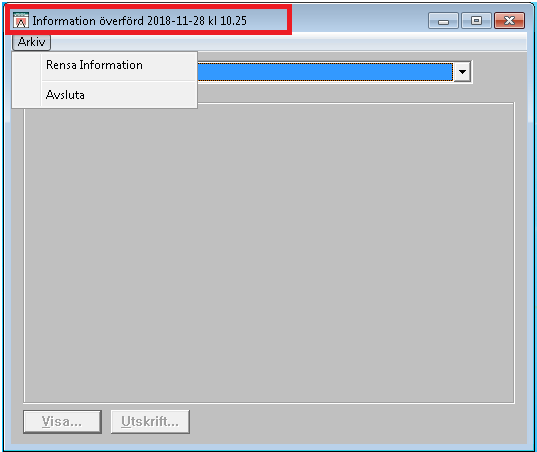 Information överförd 2018-11-28 kl 10.25
Arkiv
Rensa Information
Avsluta
Visa...
Utskrift...